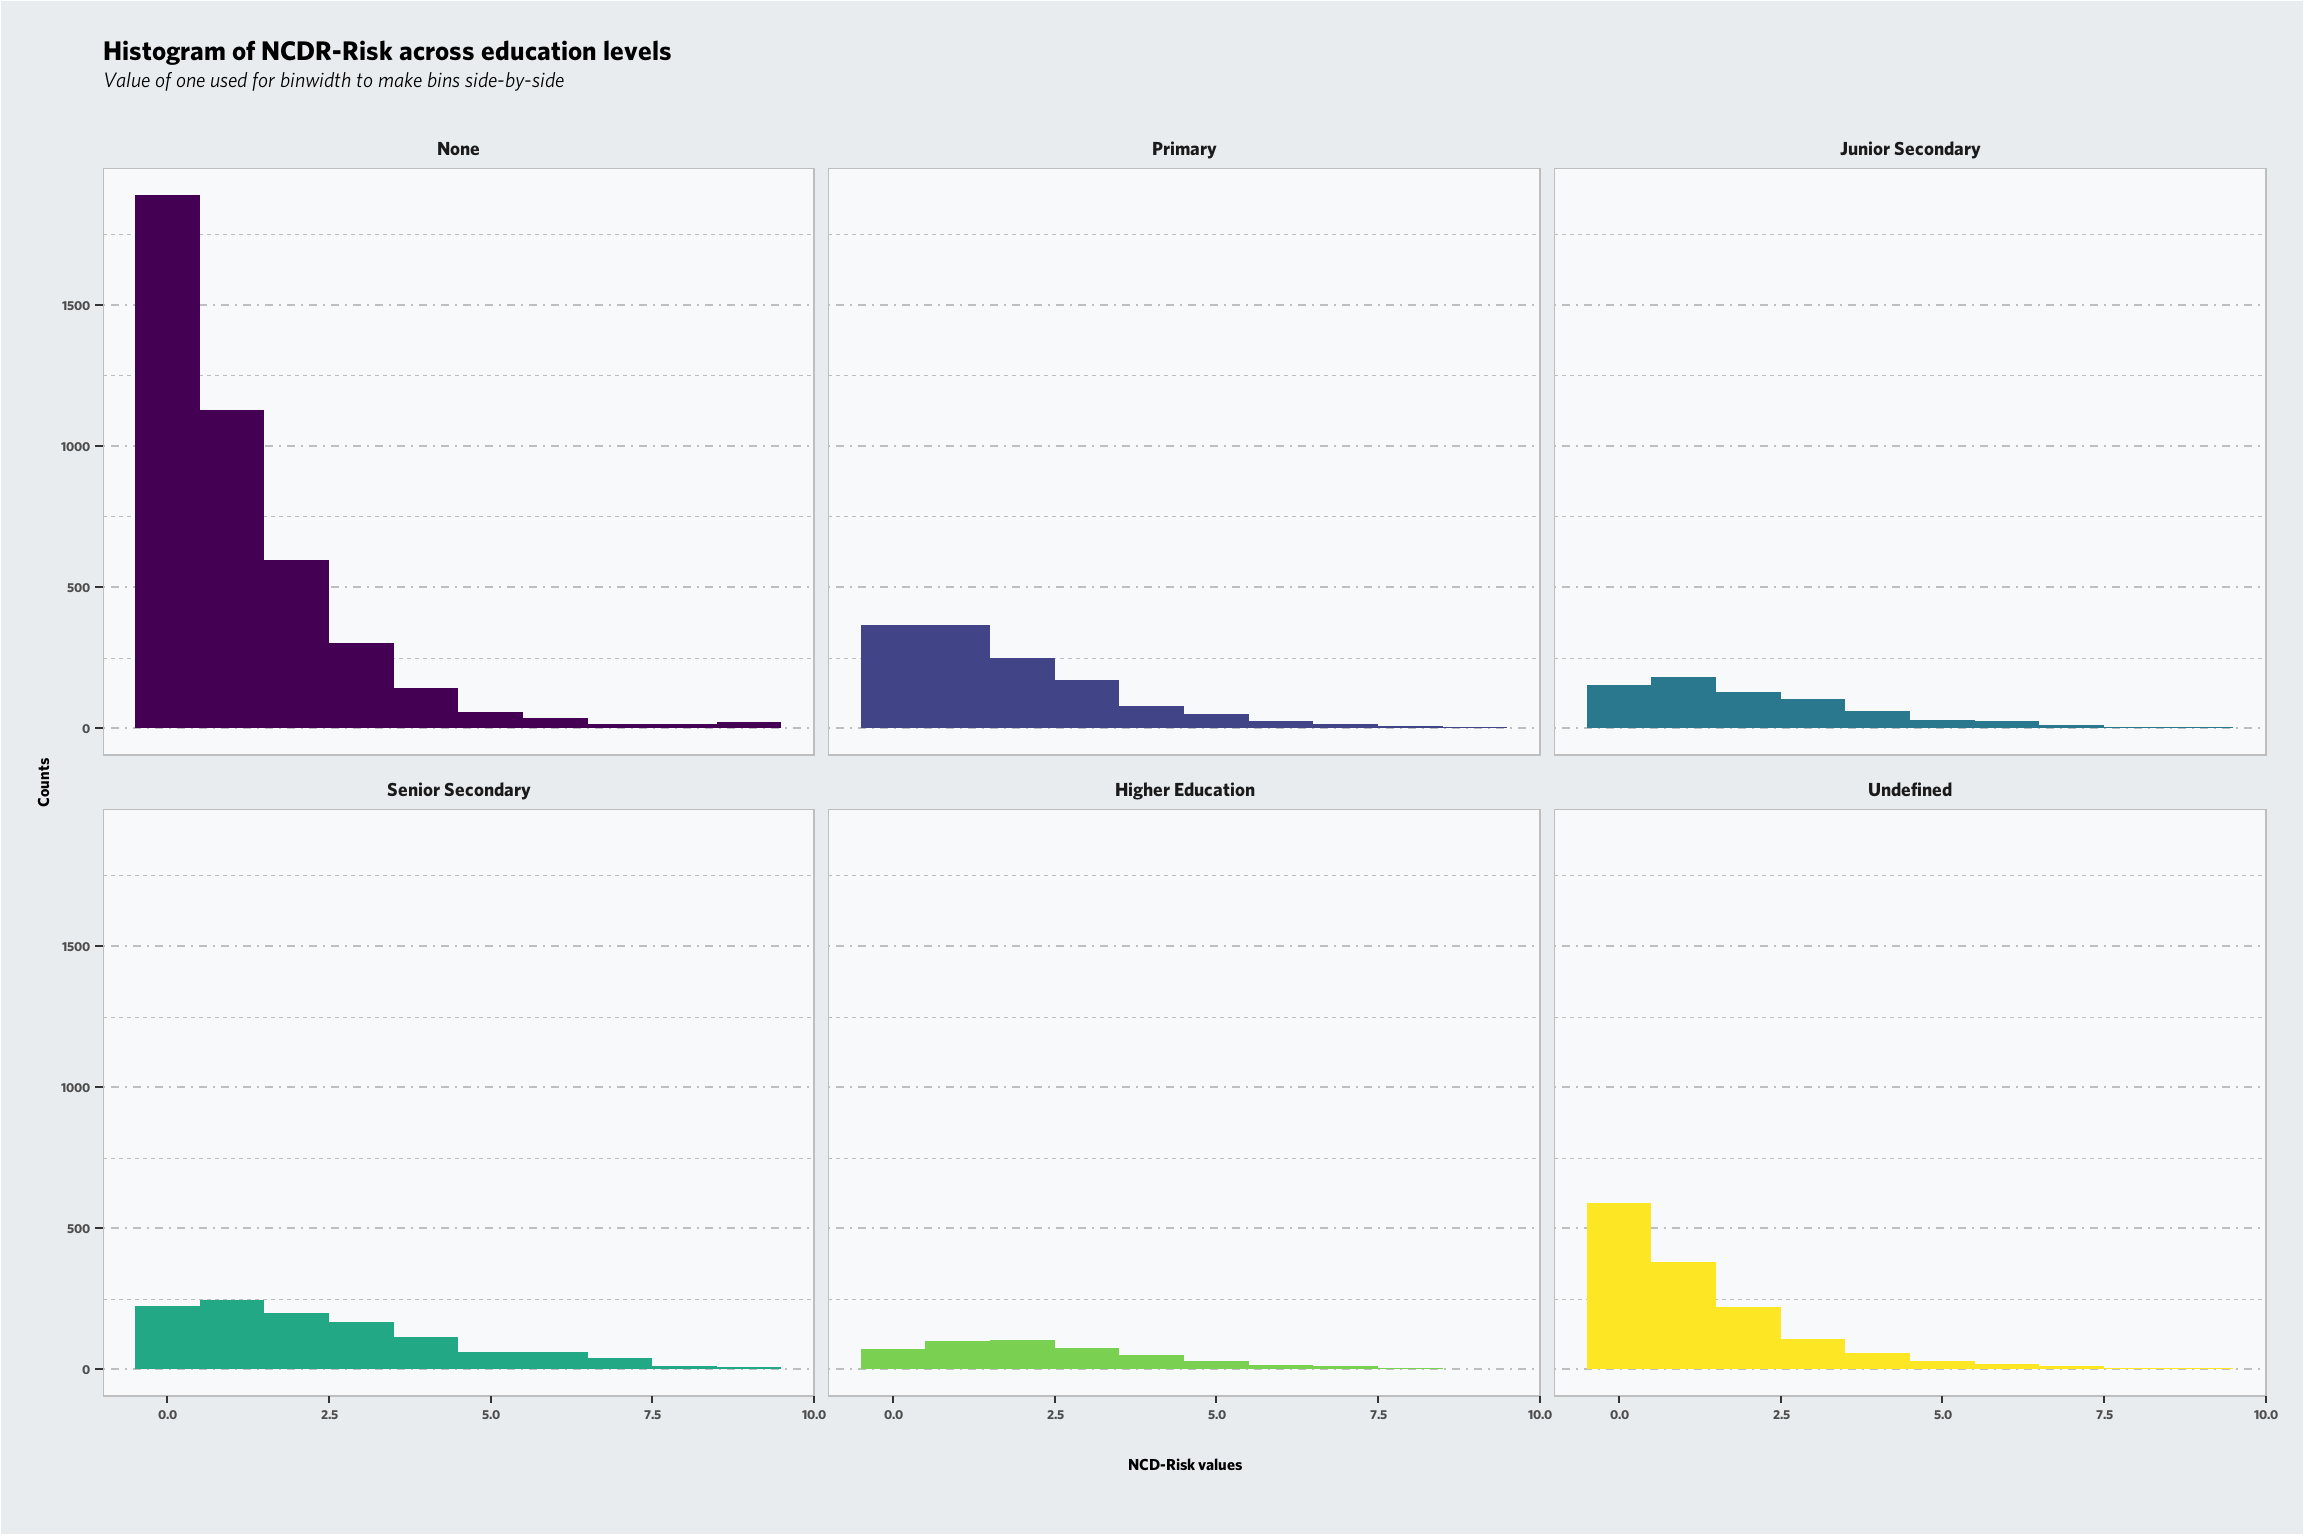 Histogram of NCDR-Risk across education levels
Value of one used for binwidth to make bins side-by-side
None
Primary
Junior Secondary
1500
1000
500
0
Counts
Senior Secondary
Higher Education
Undefined
1500
1000
500
0
0.0 2.5 5.0 7.5 10.0 0.0 2.5 5.0 7.5 10.0 0.0 2.5 5.0 7.5 10.0
NCD-Risk values